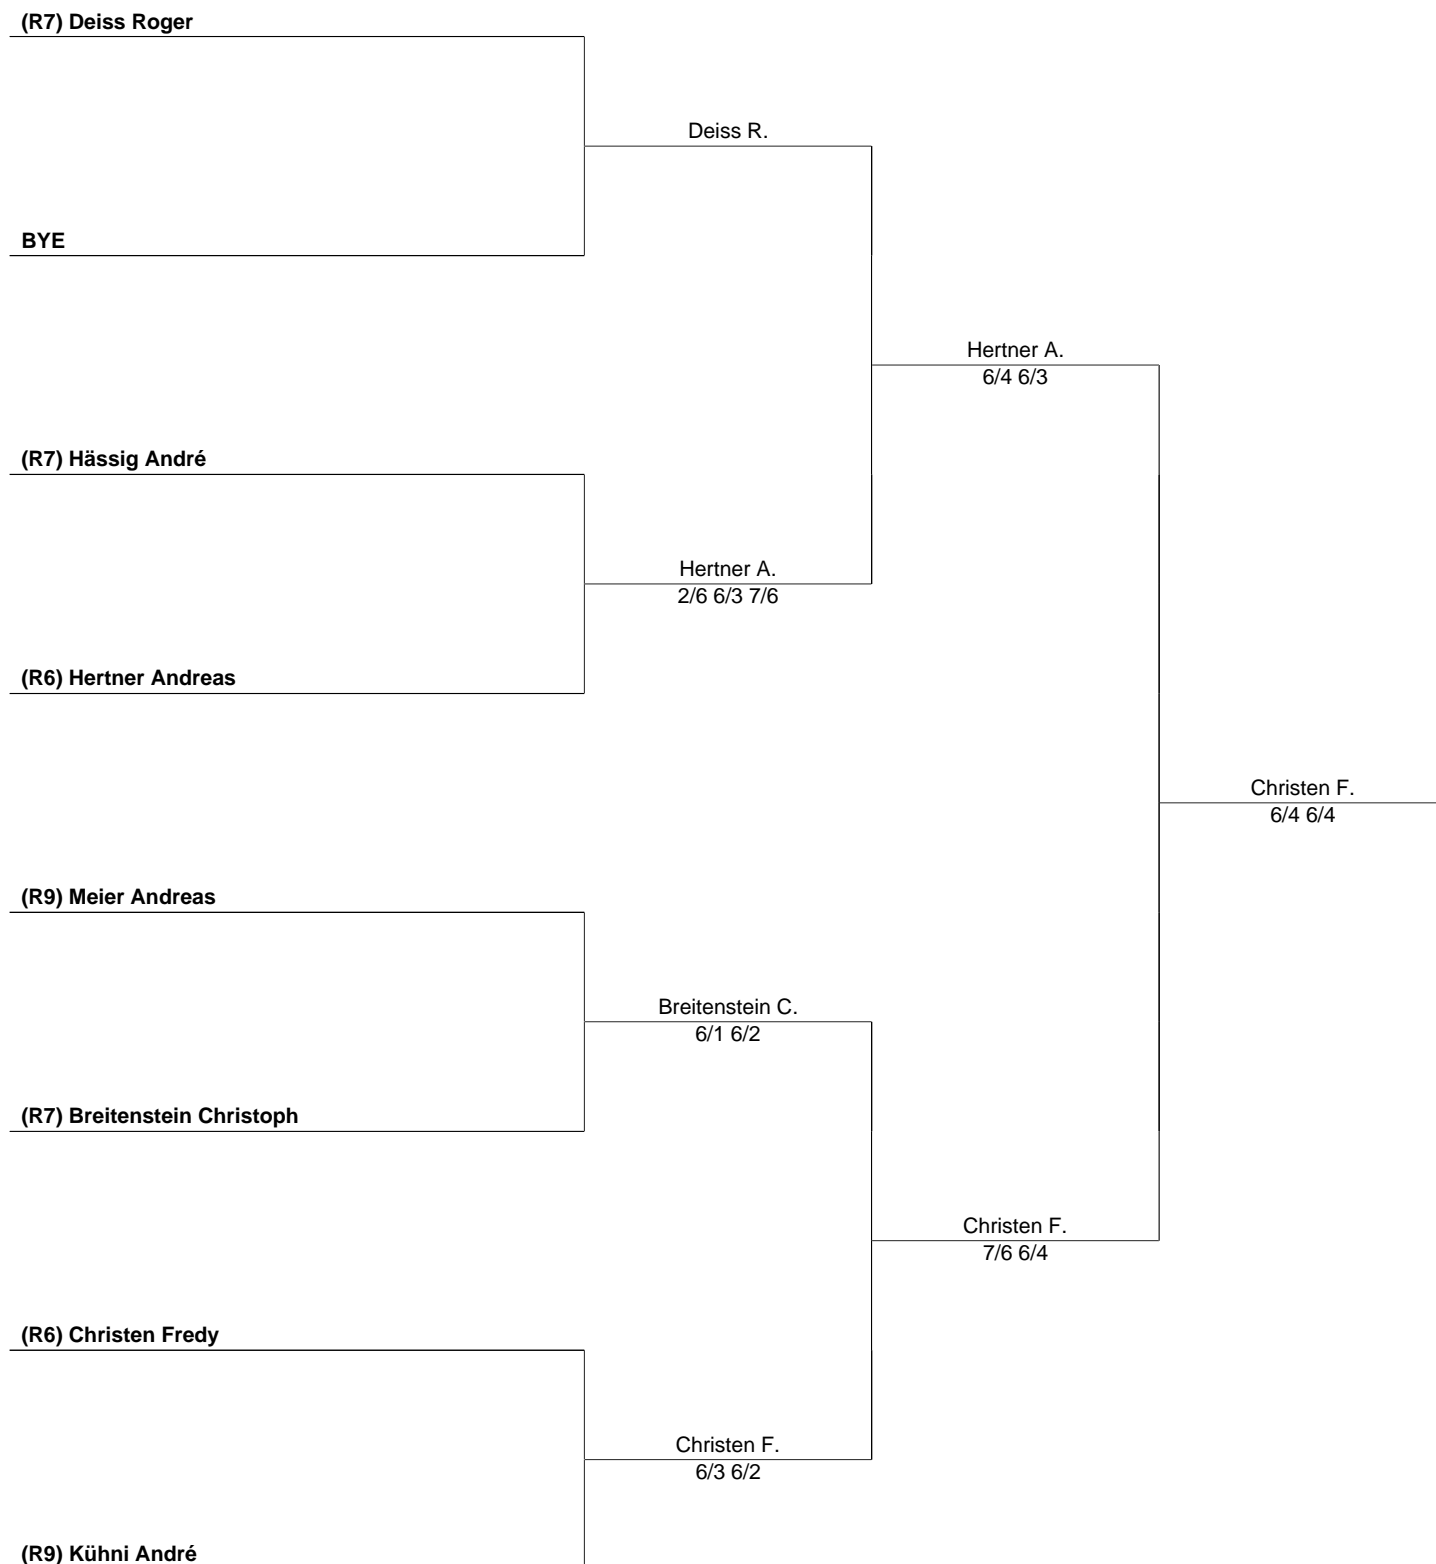 (R7) Deiss Roger
Deiss R.
BYE
Hertner A.
6/4 6/3
(R7) Hässig André
Hertner A.
2/6 6/3 7/6
(R6) Hertner Andreas
Christen F.
6/4 6/4
(R9) Meier Andreas
Breitenstein C.
6/1 6/2
(R7) Breitenstein Christoph
Christen F.
7/6 6/4
(R6) Christen Fredy
Christen F.
6/3 6/2
(R9) Kühni André